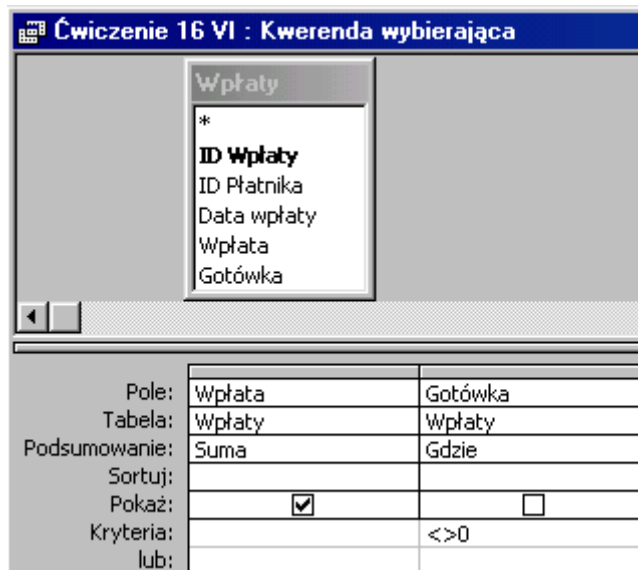 Ćwiczenie 16 VI : Kwerenda wybierająca
Wpłaty
*
ID Wpłaty
ID Płatnika
Data wpłaty
Wpłata
Gotówka
Pole: Wpłata Gotówka
Tabela: Wpłaty Wpłaty
Podsumowanie: Suma Gdzie
Sortuj:
Pokaż:
Kryteria: <>0
lub: